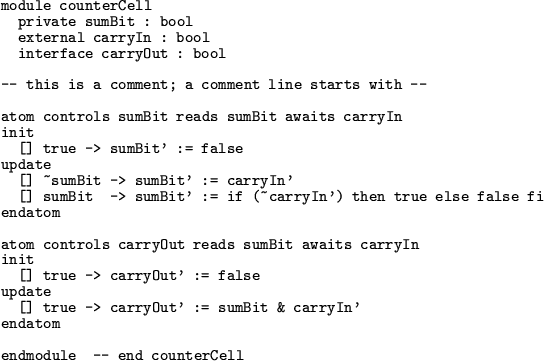 module counterCell
  private sumBit : bool
  external carryIn : bool
  interface carryOut : bool

-- this is a comment; a comment line starts with --

atom controls sumBit reads sumBit awaits carryIn
init
  [] true -> sumBit' := false
update
  [] ~sumBit -> sumBit' := carryIn'
  [] sumBit  -> sumBit' := if (~carryIn') then true else false fi
endatom

atom controls carryOut reads sumBit awaits carryIn
init
  [] true -> carryOut' := false
update
  [] true -> carryOut' := sumBit & carryIn'
endatom

endmodule  -- end counterCell